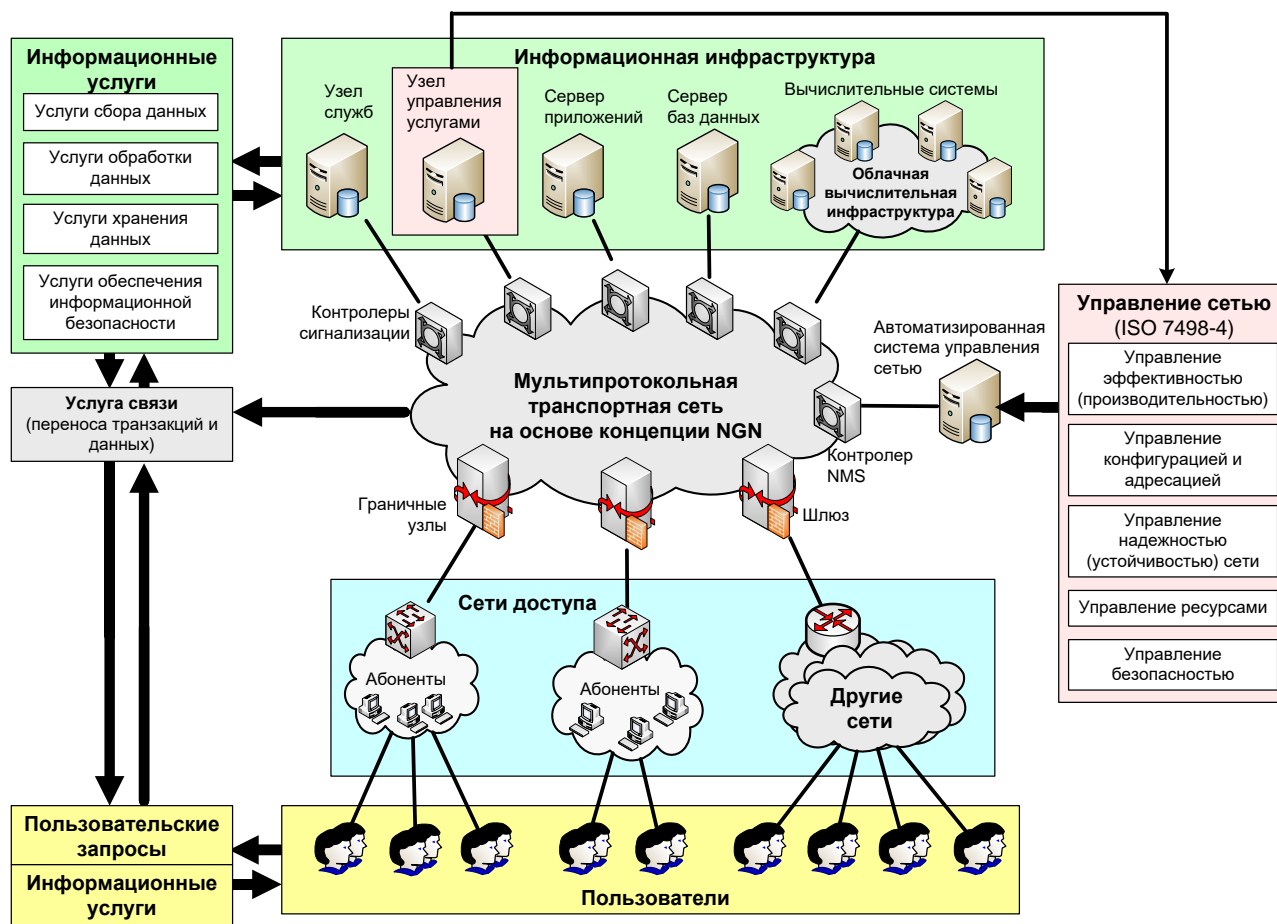 Информационные
услуги
Услуги сбора данных
Услуги обработки
данных
Услуги хранения
данных
Услуги обеспечения
информационной
безопасности
Информационная инфраструктура
Узел
служб
Узел
управления
услугами
Сервер
приложений
Сервер
баз данных
Вычислительные системы
Облачная
вычислительная
инфраструктура
Контролеры
сигнализации
Автоматизированная
система управления
сетью
Управление сетью
(ISO 7498-4)
Управление
эффективностью
(производительностью)
Управление
конфигурацией и
адресацией
Управление
надежностью
(устойчивостью) сети
Управление ресурсами
Управление
безопасностью
Услуга связи
(переноса транзакций и
данных)
Мультипротокольная
транспортная сеть
на основе концепции NGN
Контролер
NMS
Граничные
узлы
Шлюз
Сети доступа
Абоненты
Абоненты
Другие
сети
Пользовательские
запросы
Информационные
услуги
Пользователи